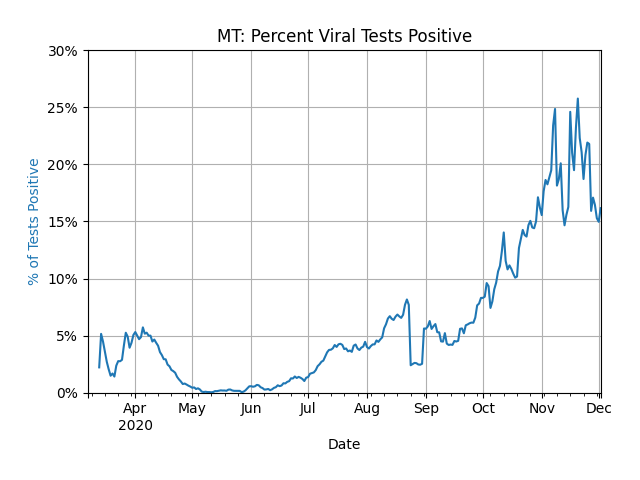 MT: Percent Viral Tests Positive
30%
25%
20%
15%
10%
5%
0%
% of Tests Positive
Apr May Jun Jul Aug Sep Oct Nov Dec
2020
Date